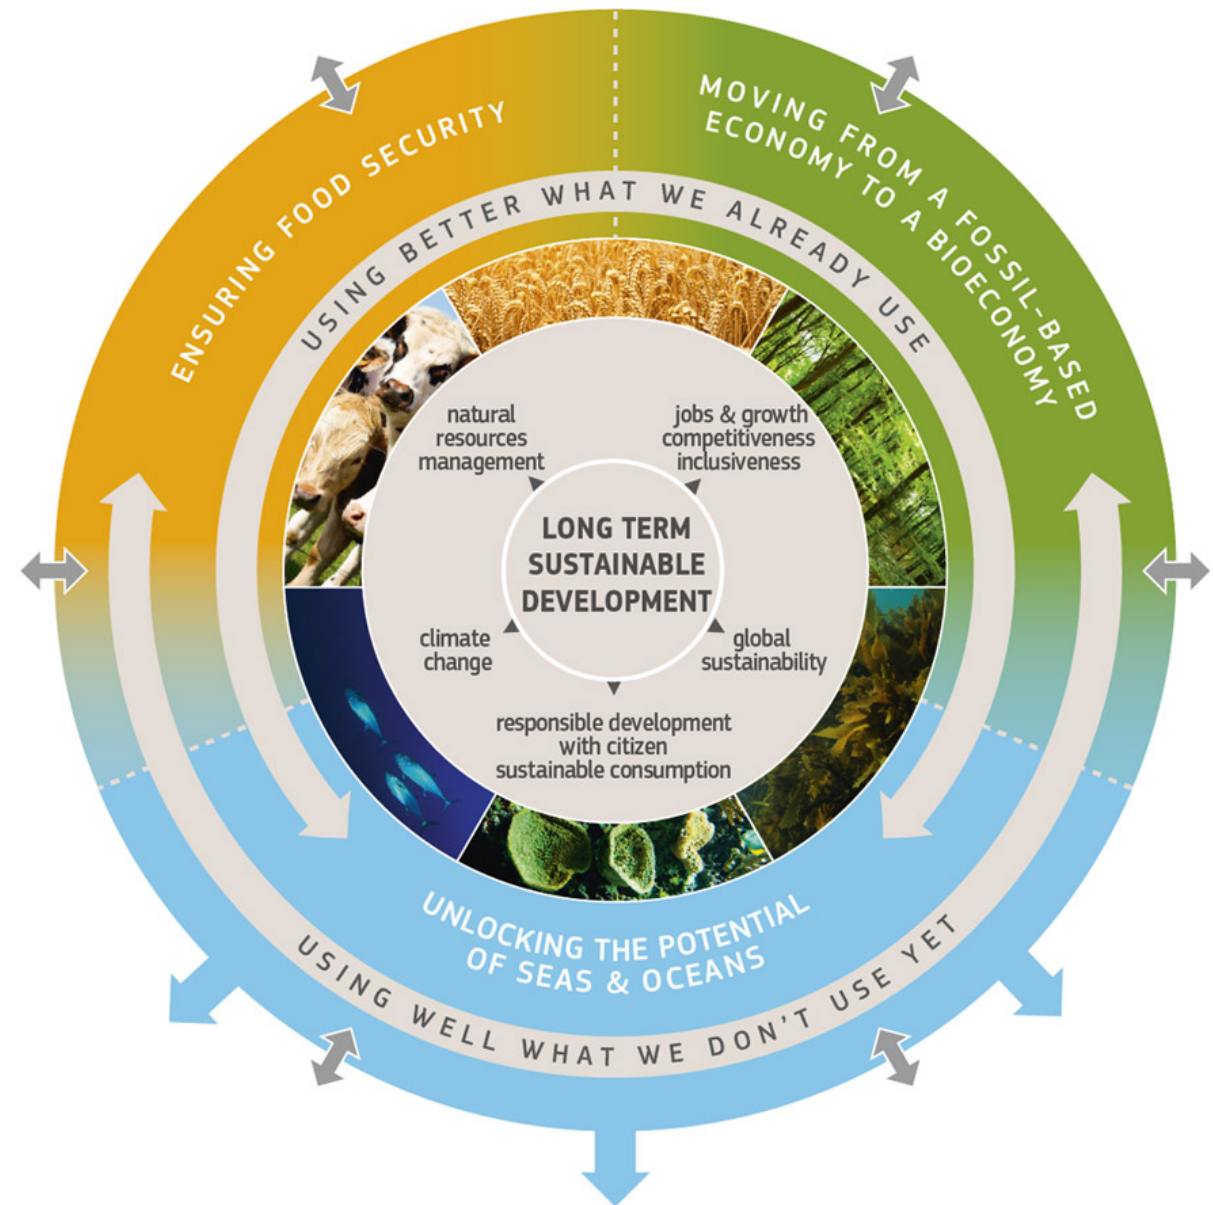 ENSURING FOOD SECURITY
MOVING FROM A FOSSIL-BASED
ECONOMY TO A BIOECONOMY
USING BETTER WHAT WE ALREADY USE
natural
resources
management
jobs & growth
competitiveness
inclusiveness
LONG TERM
SUSTAINABLE
DEVELOPMENT
climate
change
global
sustainability
responsible development
with citizen
sustainable consumption
UNLOCKING THE POTENTIAL
OF SEAS & OCEANS
USING WELL WHAT WE DON'T USE YET